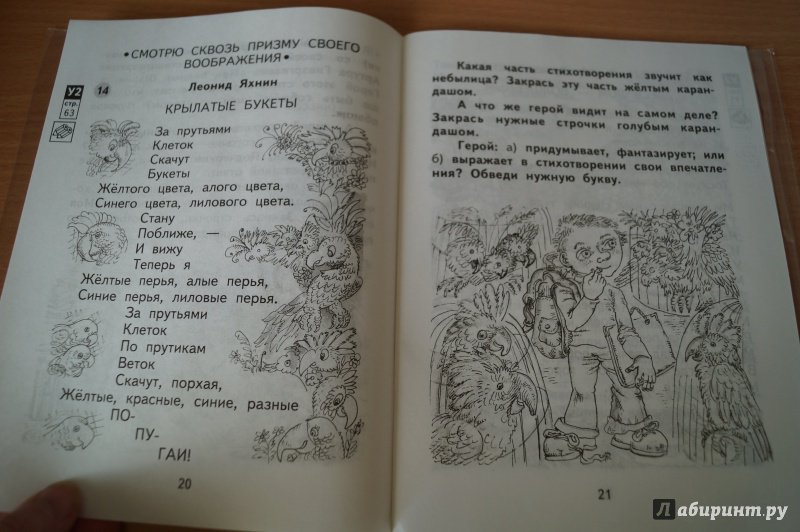 •СМОТРЮ СКВОЗЬ ПРИЗМУ СВОЕГО
ВООБРАЖЕНИЯ•
У2
стр.
63
14
Леонид Яхнин
КРЫЛАТЫЕ БУКЕТЫ
За прутьями
Клеток
Скачут
Букеты
Жёлтого цвета, алого цвета,
Синего цвета, лилового цвета.
Стану
Поближе, —
И вижу
Теперь я
Жёлтые перья, алые перья,
Синие перья, лиловые перья.
За прутьями
Клеток
По прутикам
Веток
Скачут, порхая,
Жёлтые, красные, синие, разные
ПО-
ПУ-
ГАИ!
20
Какая часть стихотворения звучит как
небылица? Закрась эту часть жёлтым каран-
дашом.
А что же герой видит на самом деле?
Закрась нужные строчки голубым каран-
дашом.
Герой: а) придумывает, фантазирует; или
б) выражает в стихотворении свои впечатле-
ния? Обведи нужную букву.
21
Лабиринт.ру